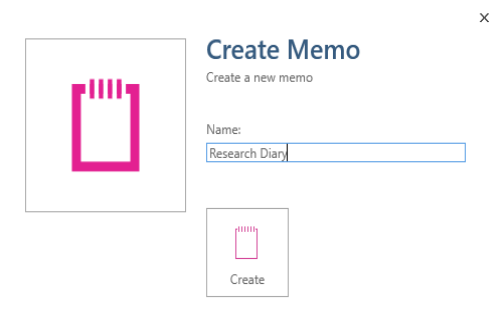 Create Memo
Create a new memo
Name:
Research Diary
Create